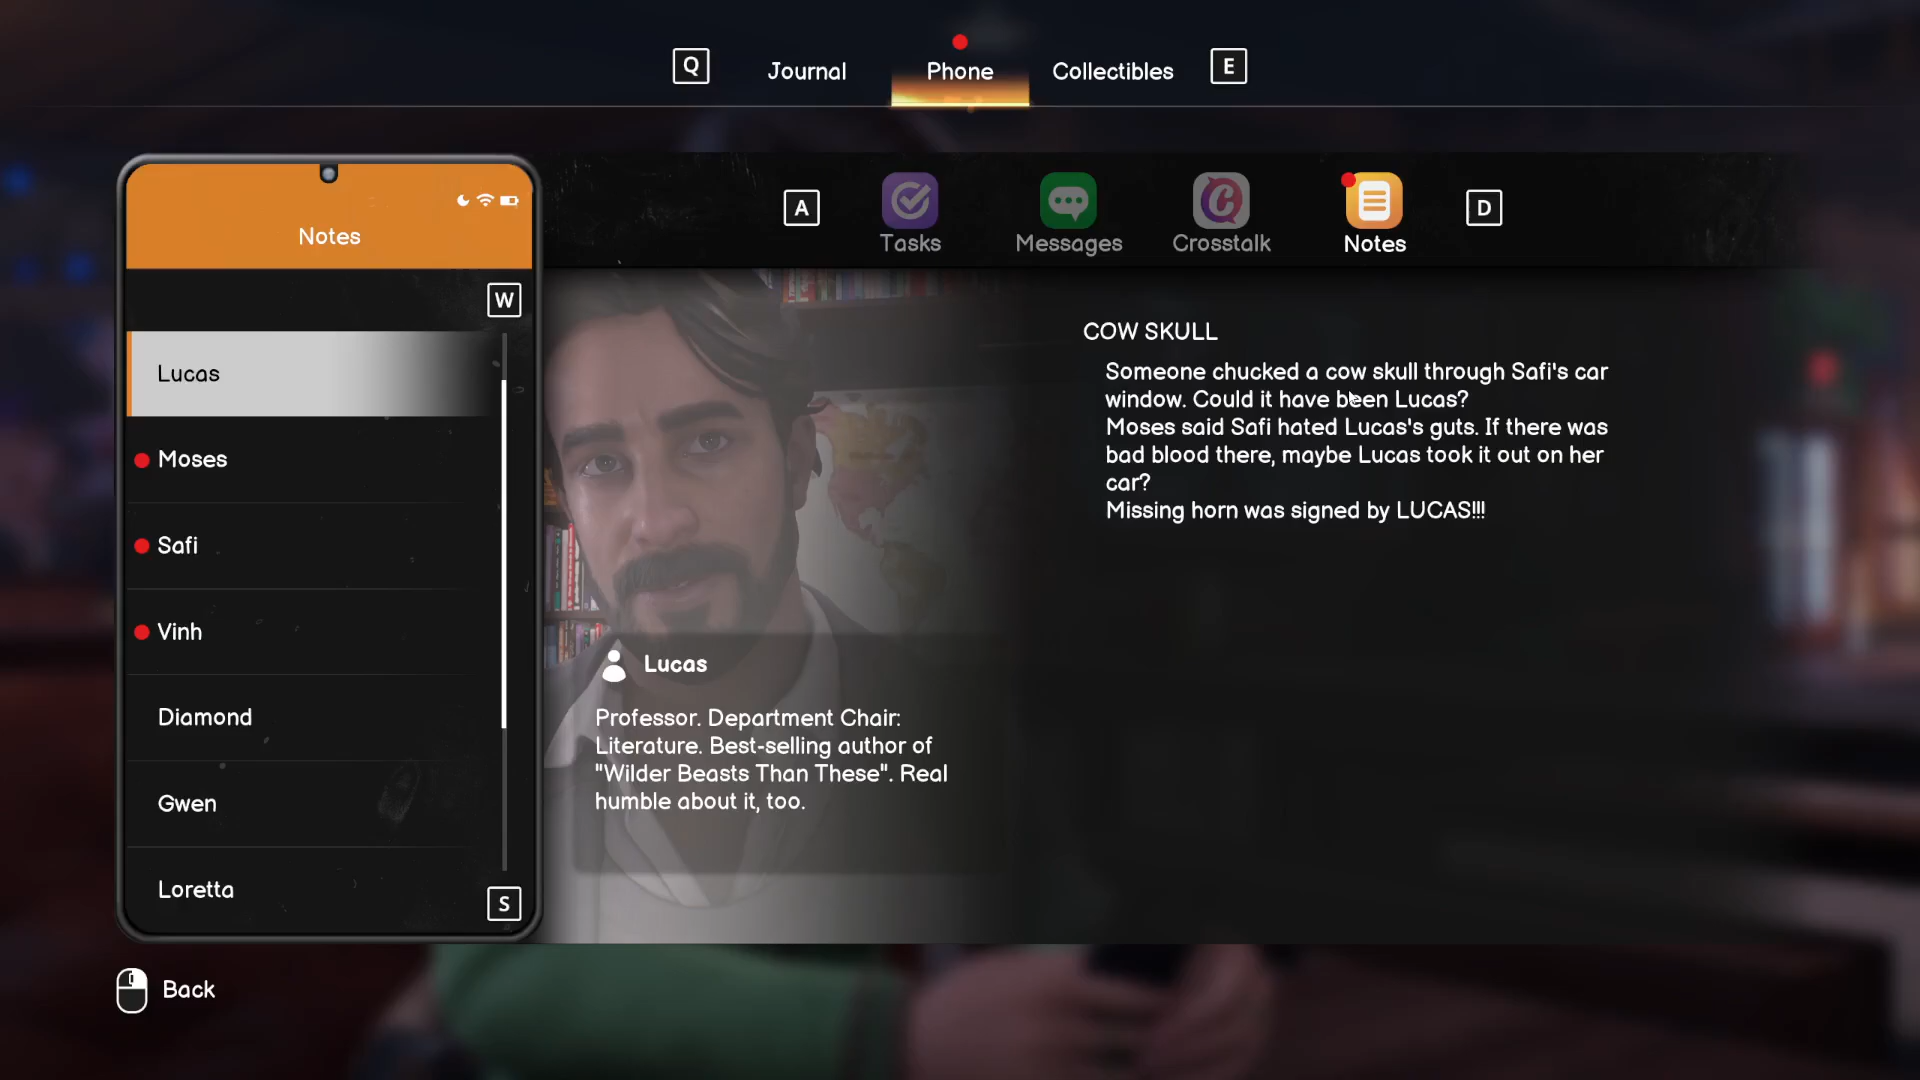 Q
Journal
Phone
Collectibles
E
Notes
A
Tasks
Messages
Crosstalk
Notes
D
W
Lucas
Moses
Safi
Vinh
Diamond
Gwen
Loretta
S
Lucas
Professor. Department Chair:
Literature. Best-selling author of
"Wilder Beasts Than These". Real
humble about it, too.
COW SKULL
Someone chucked a cow skull through Safi's car
window. Could it have been Lucas?
Moses said Safi hated Lucas's guts. If there was
bad blood there, maybe Lucas took it out on her
car?
Missing horn was signed by LUCAS!!!
Back